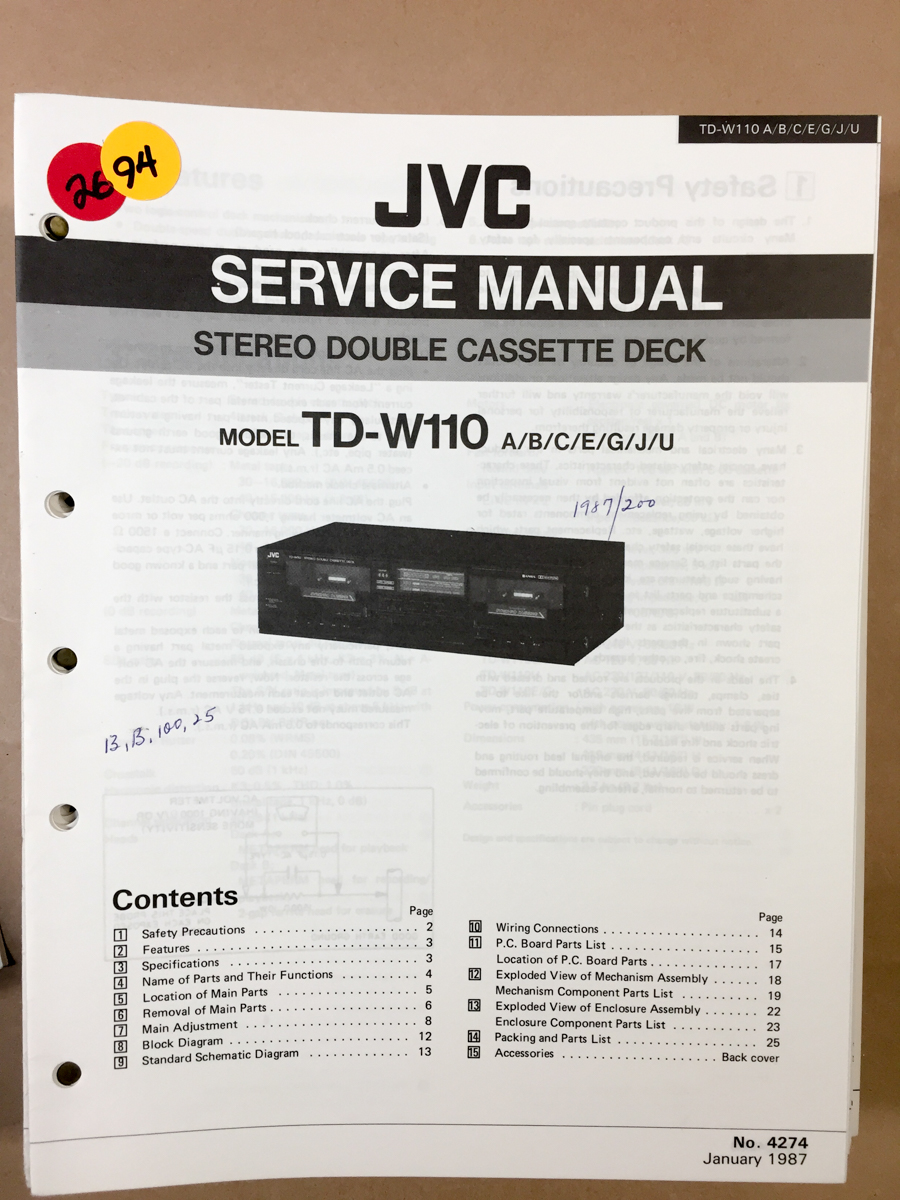 TD-W110 A/B/C/E/G/J/U
26
94
JVC
SERVICE MANUAL
STEREO DOUBLE CASSETTE DECK
MODEL TD-W110 A/B/C/E/G/J/U
1987/200
JVC
B, B, 100, 25
Contents
Page
1 Safety Precautions . . . . . . . . . . . . . . . . . . . 2
2 Features . . . . . . . . . . . . . . . . . . . . . . . . . 3
3 Specifications . . . . . . . . . . . . . . . . . . . . . . 3
4 Name of Parts and Their Functions . . . . . . . . . 4
5 Location of Main Parts . . . . . . . . . . . . . . . . 5
6 Removal of Main Parts . . . . . . . . . . . . . . . . . 6
7 Main Adjustment . . . . . . . . . . . . . . . . . . . . 8
8 Block Diagram . . . . . . . . . . . . . . . . . . . . . . 12
9 Standard Schematic Diagram . . . . . . . . . . . . 13
Page
10 Wiring Connections . . . . . . . . . . . . . . . . . . . 14
11 P.C. Board Parts List . . . . . . . . . . . . . . . . . . 15
Location of P.C. Board Parts . . . . . . . . . . . . . 17
12 Exploded View of Mechanism Assembly . . . . . . 18
Mechanism Component Parts List . . . . . . . . . 19
13 Exploded View of Enclosure Assembly . . . . . . . 22
Enclosure Component Parts List . . . . . . . . . . 23
14 Packing and Parts List . . . . . . . . . . . . . . . . . 25
15 Accessories . . . . . . . . . . . . . . . . . . Back cover
No. 4274
January 1987